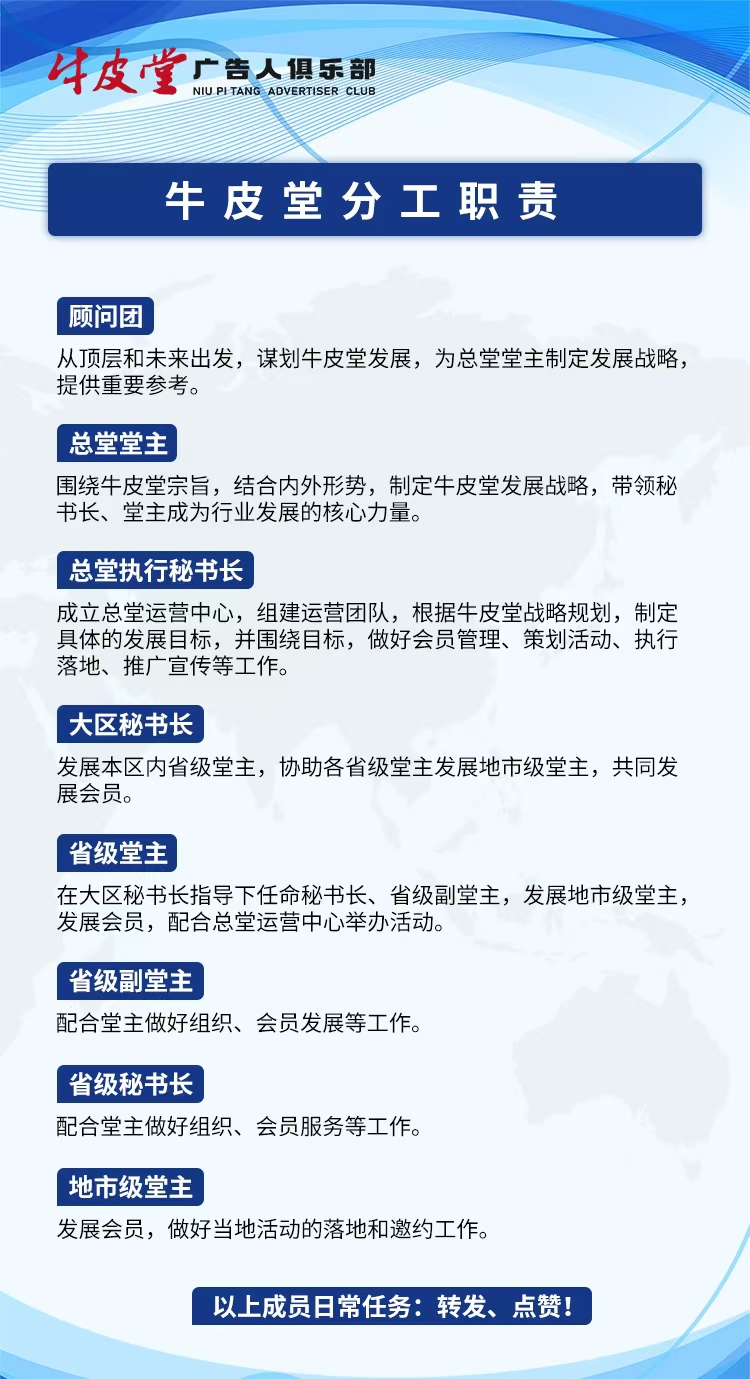 牛皮堂 广告人俱乐部
NIU PI TANG ADVERTISER CLUB
牛皮堂分工职责
顾问团
从顶层和未来出发，谋划牛皮堂发展，为总堂堂主制定发展战略，
提供重要参考。
总堂堂主
围绕牛皮堂宗旨，结合内外形势，制定牛皮堂发展战略，带领秘
书长、堂主成为行业发展的核心力量。
总堂执行秘书长
成立总堂运营中心，组建运营团队，根据牛皮堂战略规划，制定
具体的发展目标，并围绕目标，做好会员管理、策划活动、执行
落地、推广宣传等工作。
大区秘书长
发展本区内省级堂主，协助各省级堂主发展地市级堂主，共同发
展会员。
省级堂主
在大区秘书长指导下任命秘书长、省级副堂主，发展地市级堂主，
发展会员，配合总堂运营中心举办活动。
省级副堂主
配合堂主做好组织、会员发展等工作。
省级秘书长
配合堂主做好组织、会员服务等工作。
地市级堂主
发展会员，做好当地活动的落地和邀约工作。
以上成员日常任务：转发、点赞！